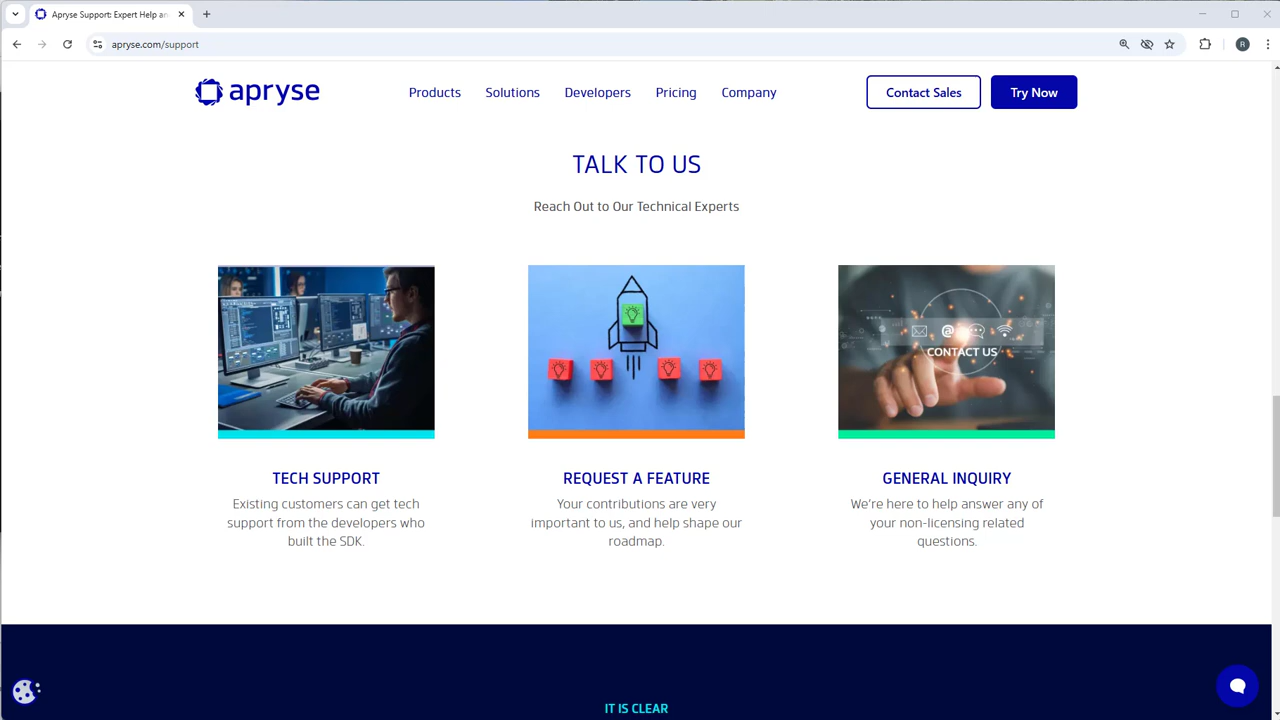 Apryse Support: Expert Help an
apryse.com/support
R
apryse
Products
Solutions
Developers
Pricing
Company
Contact Sales
Try Now
TALK TO US
Reach Out to Our Technical Experts
@
CONTACT US
TECH SUPPORT
Existing customers can get tech
support from the developers who
built the SDK.
REQUEST A FEATURE
Your contributions are very
important to us, and help shape our
roadmap.
GENERAL INQUIRY
We're here to help answer any of
your non-licensing related
questions.
IT IS CLEAR